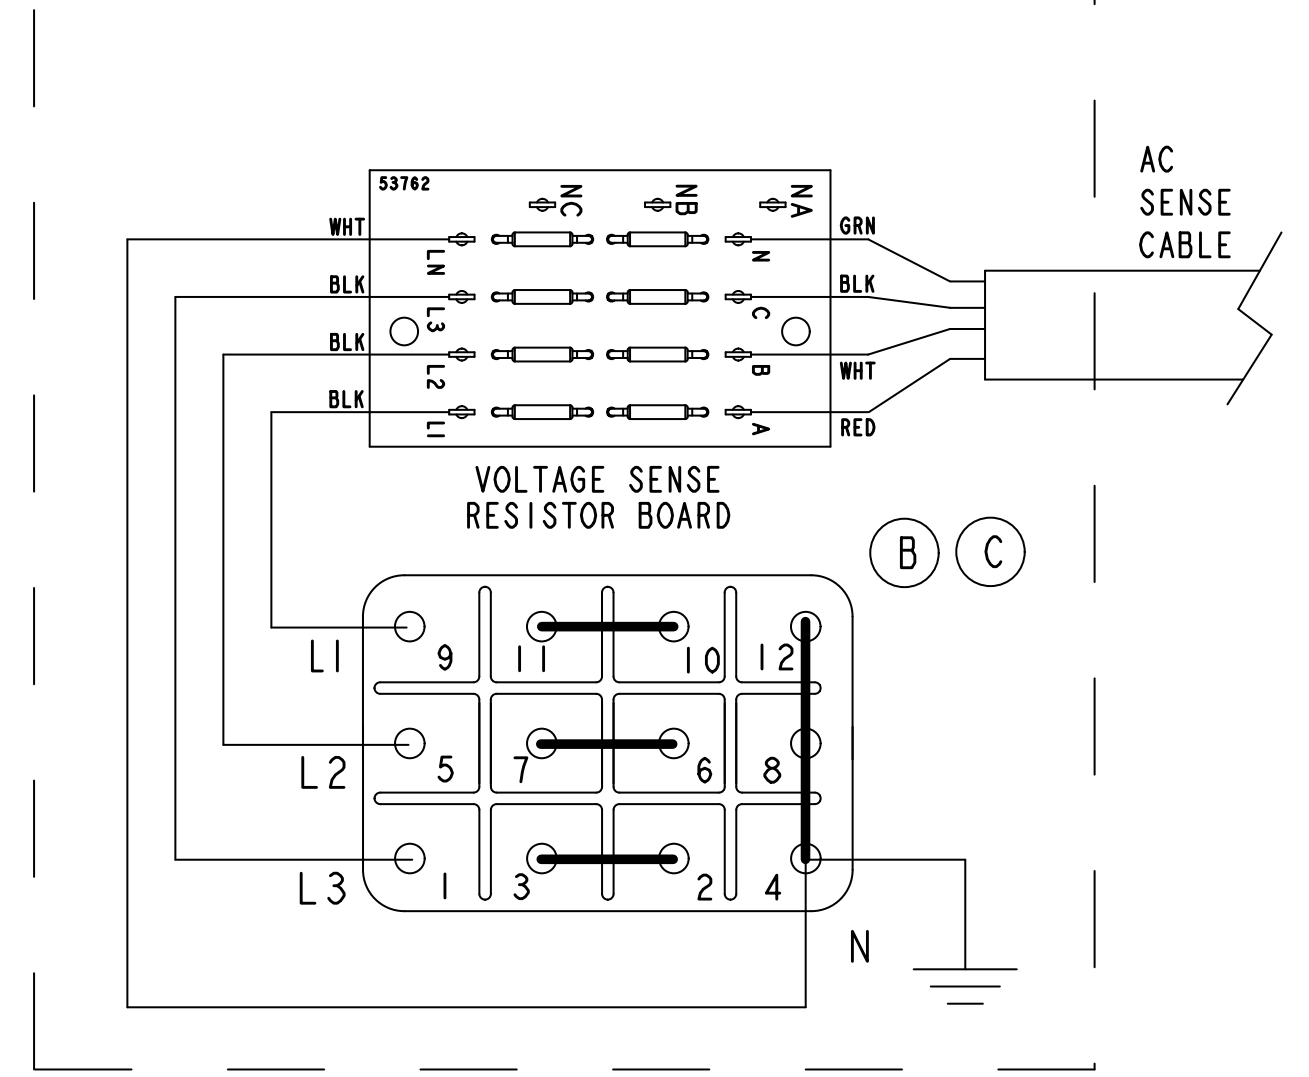 AC
SENSE
CABLE
53762
NC
NB
NA
WHT
GRN
LN
N
BLK
BLK
L3
C
BLK
WHT
L2
B
BLK
RED
L1
A
VOLTAGE SENSE
RESISTOR BOARD
B C
L1 9 11 10 12
L2 5 7 6 8
L3 1 3 2 4
N